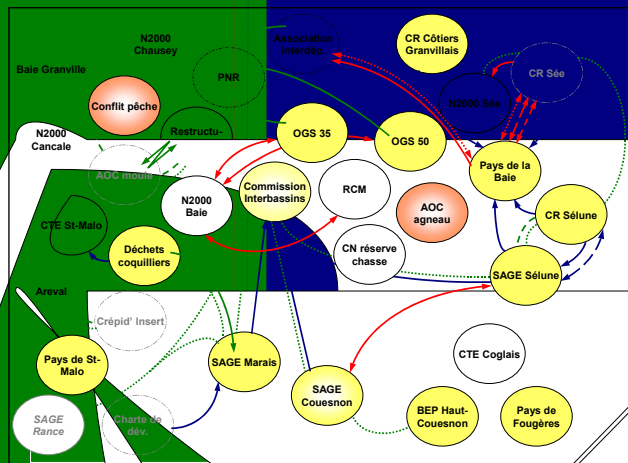 N2000
Chausey
Association
Interdép.
CR Côtiers
Granvillais
Baie Granville
PNR
CR Sée
Conflit pêche
N2000 Sée
N2000
Cancale
Restructu-
OGS 35
OGS 50
AOC moule
Pays de la
Baie
N2000
Baie
Commission
Interbassins
RCM
AOC
agneau
CR Sélune
CTE St-Malo
Déchets
coquilliers
CN réserve
chasse
SAGE Sélune
Areval
Crépid' Insert
Pays de St-
Malo
SAGE Marais
CTE Coglais
SAGE
Rance
Charte de
dév.
SAGE
Couesnon
BEP Haut-
Couesnon
Pays de
Fougères